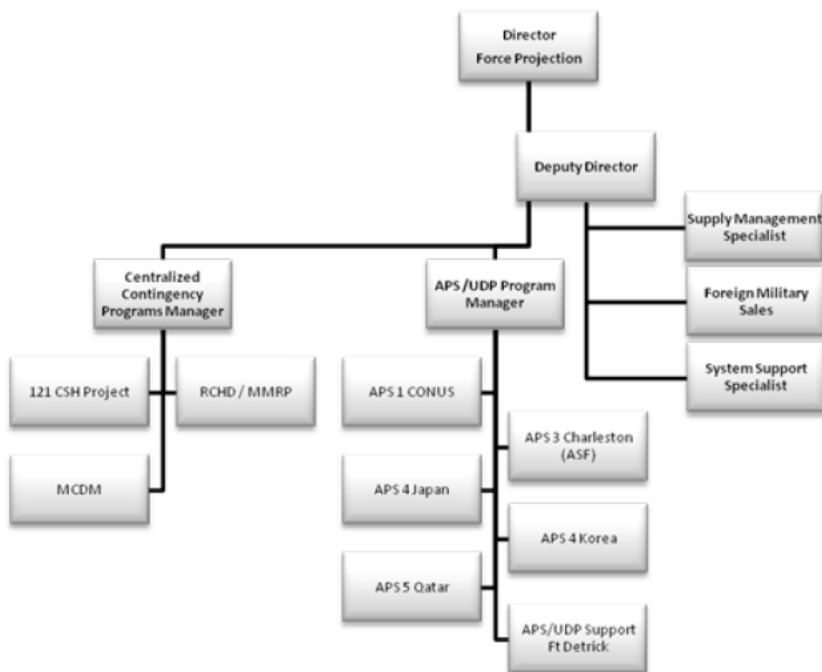 Director
Force Projection
Deputy Director
Supply Management
Specialist
Foreign Military
Sales
System Support
Specialist
Centralized
Contingency
Programs Manager
APS /UDP Program
Manager
121 CSH Project
RCHD / MMRP
MCDM
APS 1 CONUS
APS 3 Charleston
(ASF)
APS 4 Japan
APS 4 Korea
APS 5 Qatar
APS/UDP Support
Ft Detrick